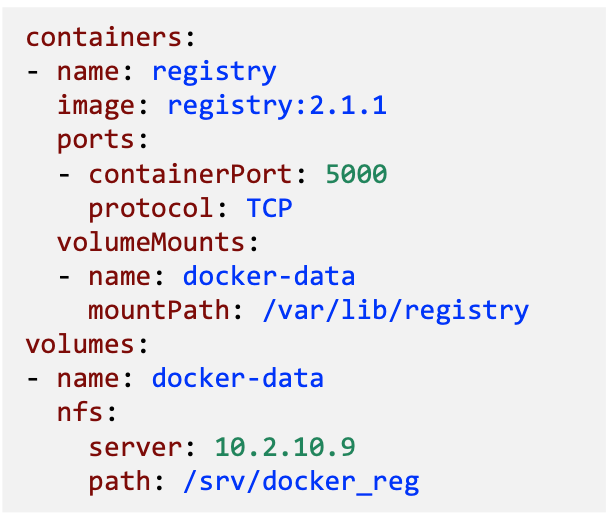 containers:
- name: registry
  image: registry:2.1.1
  ports:
  - containerPort: 5000
    protocol: TCP
  volumeMounts:
  - name: docker-data
    mountPath: /var/lib/registry
volumes:
- name: docker-data
  nfs:
    server: 10.2.10.9
    path: /srv/docker_reg